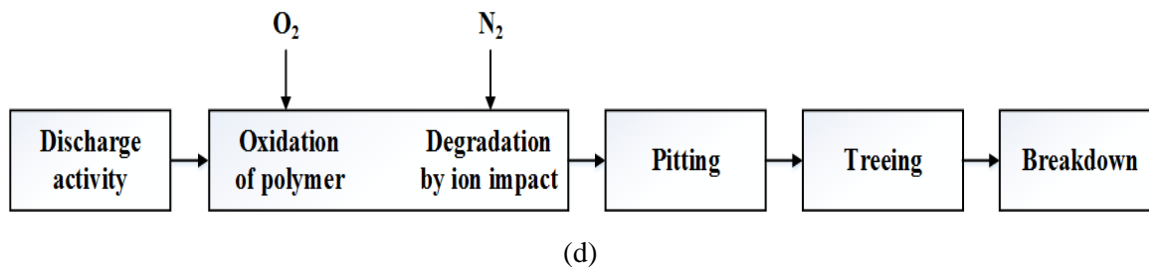 O₂
N₂
Discharge
activity
Oxidation
of polymer
Degradation
by ion impact
Pitting
Treeing
Breakdown
(d)